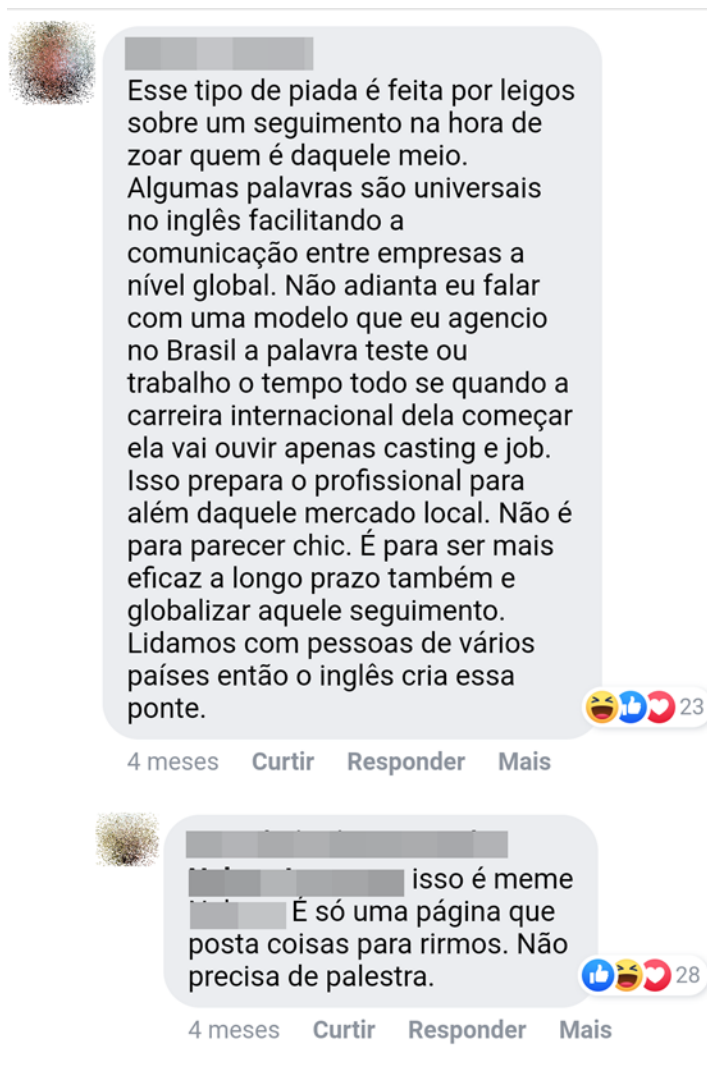 Esse tipo de piada é feita por leigos
sobre um seguimento na hora de
zoar quem é daquele meio.
Algumas palavras são universais
no inglês facilitando a
comunicação entre empresas a
nível global. Não adianta eu falar
com uma modelo que eu agencio
no Brasil a palavra teste ou
trabalho o tempo todo se quando a
carreira internacional dela começar
ela vai ouvir apenas casting e job.
Isso prepara o profissional para
além daquele mercado local. Não é
para parecer chic. É para ser mais
eficaz a longo prazo também e
globalizar aquele seguimento.
Lidamos com pessoas de vários
países então o inglês cria essa
ponte.
23
4 meses Curtir Responder Mais
isso é meme
É só uma página que
posta coisas para rirmos. Não
precisa de palestra.
28
4 meses Curtir Responder Mais